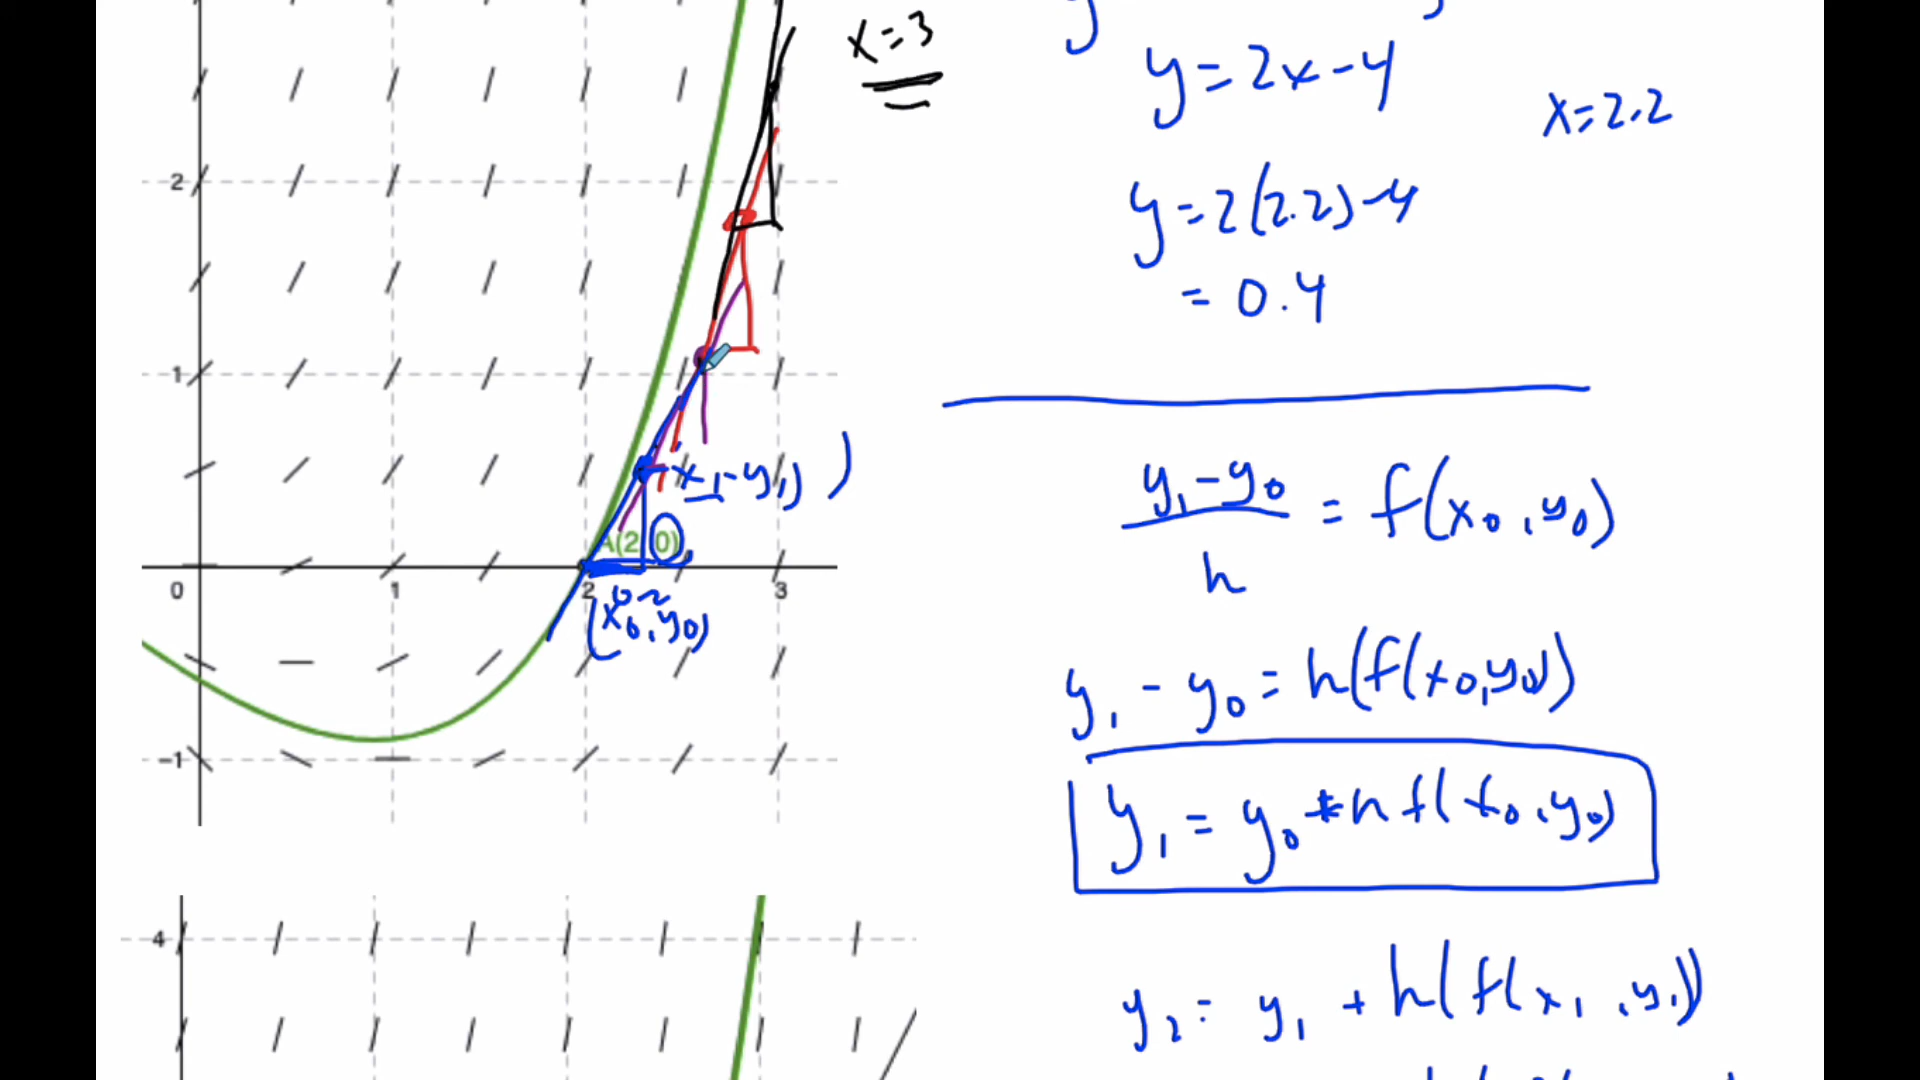 x=3
y=2x-4
x=2.2
2
y=2(2.2)-4
= 0.4
1
x₁-y₁)
)
A(2,0)
0
1
2
3
0.2
(x₀,y₀)
-1
y₁-y₀
h
= f(x₀,y₀)
y₁ - y₀ = h(f(x₀,y₀))
y₁ = y₀ + h f(x₀,y₀)
4
y₂ = y₁ + h(f(x₁,y₁))